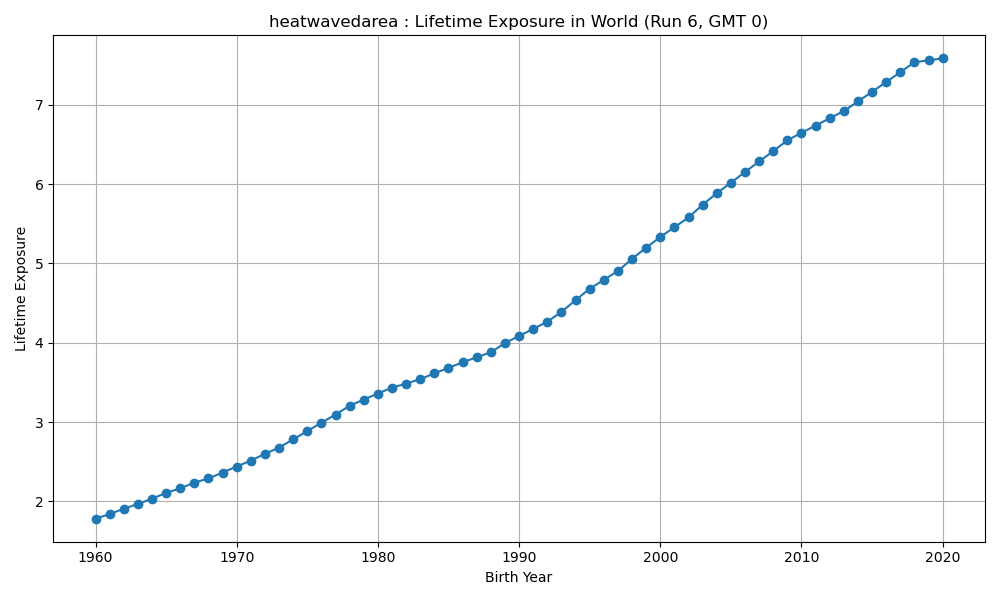 heatwavedarea : Lifetime Exposure in World (Run 6, GMT 0)
Lifetime Exposure
7
6
5
4
3
2
1960 1970 1980 1990 2000 2010 2020
Birth Year